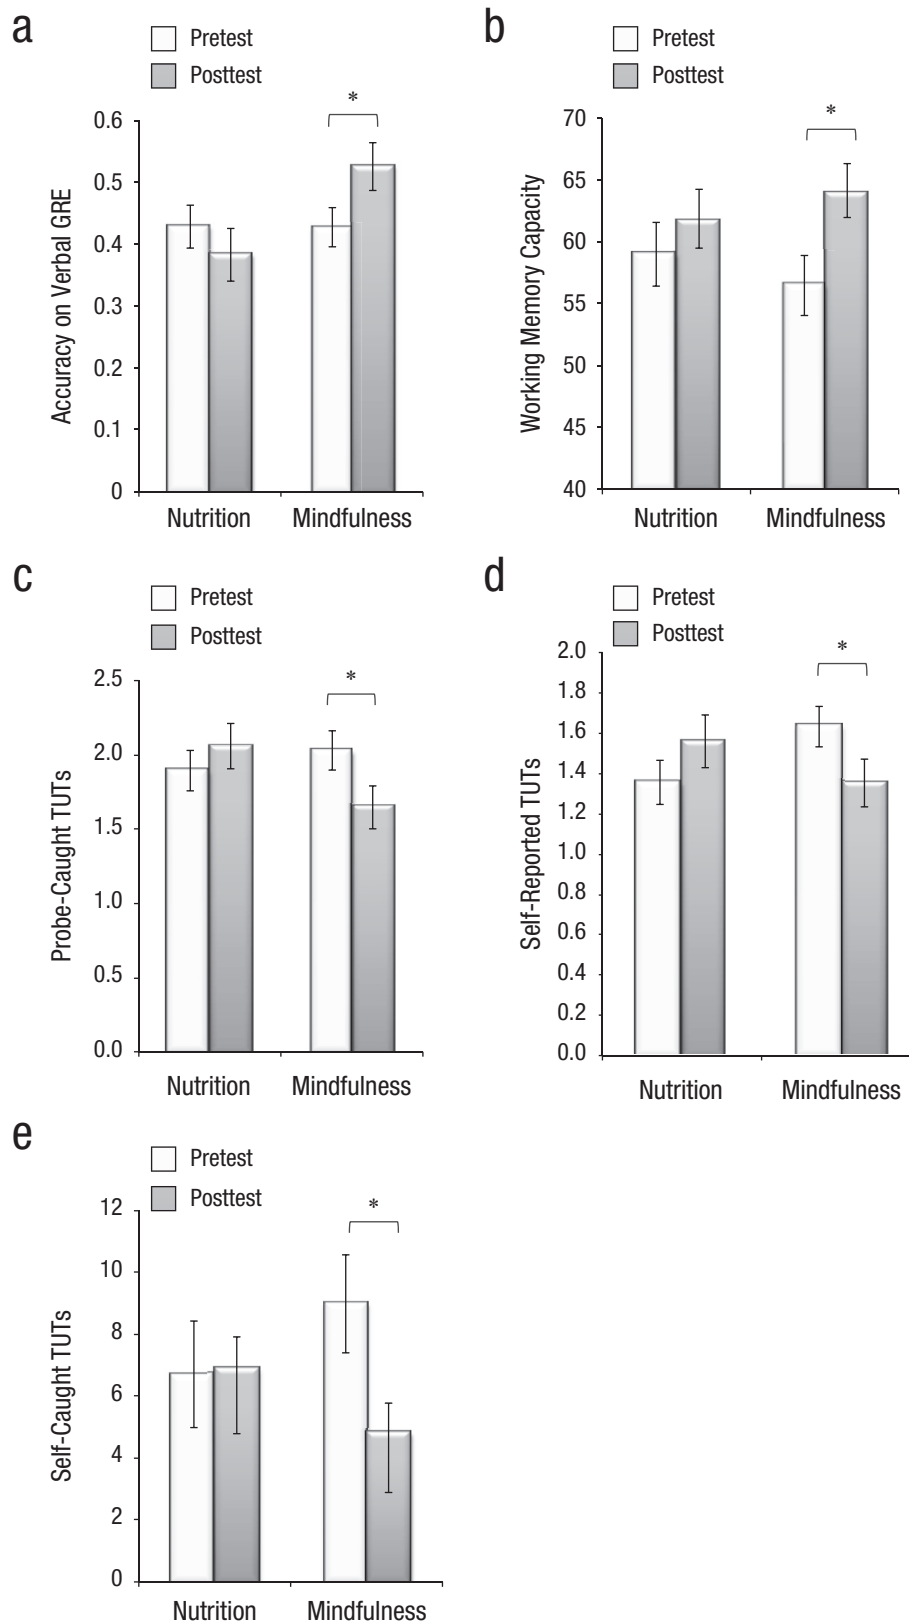 a
Pretest
Posttest
Accuracy on Verbal GRE
0.6
0.5
0.4
0.3
0.2
0.1
0
*
Nutrition
Mindfulness
b
Pretest
Posttest
Working Memory Capacity
70
65
60
55
50
45
40
*
Nutrition
Mindfulness
c
Pretest
Posttest
Probe-Caught TUTs
2.5
2.0
1.5
1.0
0.5
0.0
*
Nutrition
Mindfulness
d
Pretest
Posttest
Self-Reported TUTs
2.0
1.8
1.6
1.4
1.2
1.0
0.8
0.6
0.4
0.2
0.0
*
Nutrition
Mindfulness
e
Pretest
Posttest
Self-Caught TUTs
12
10
8
6
4
2
0
*
Nutrition
Mindfulness